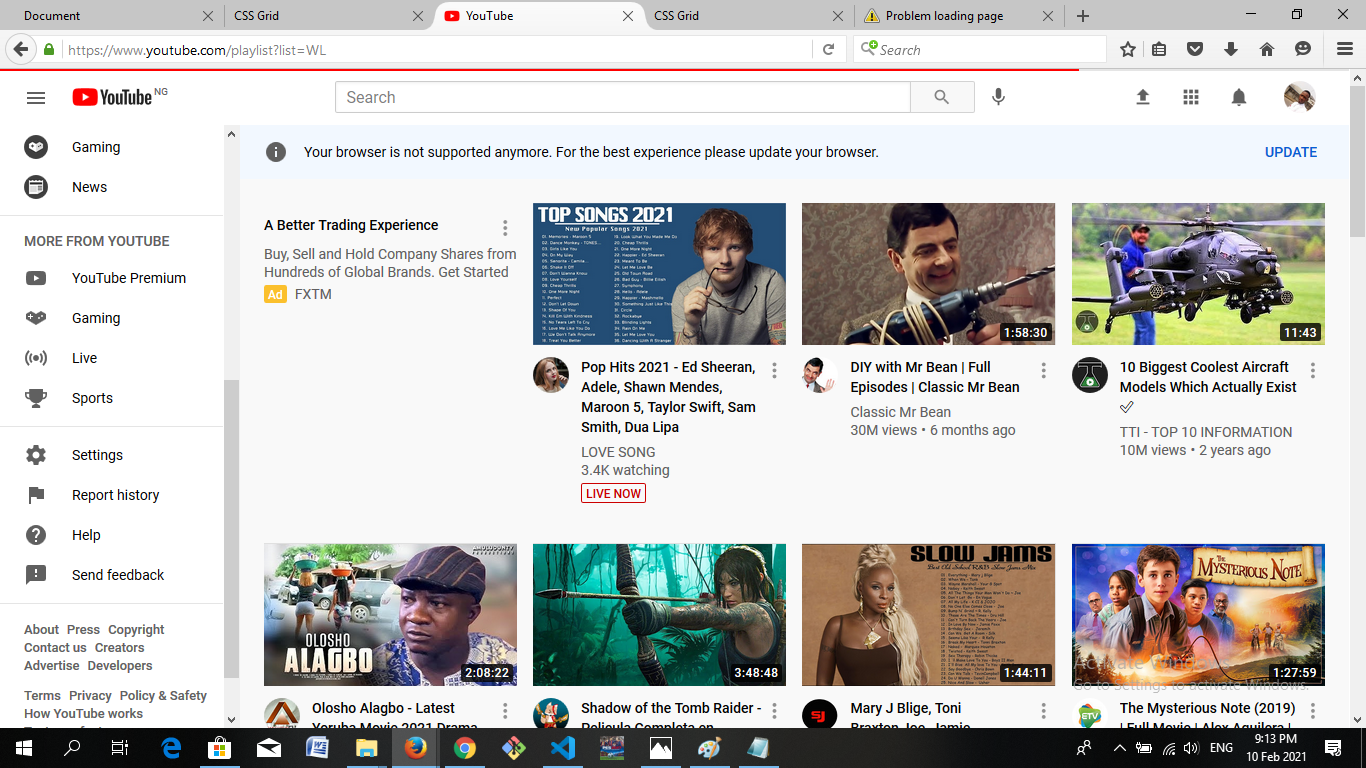 Document
CSS Grid
YouTube
CSS Grid
Problem loading page
https://www.youtube.com/playlist?list=WL
Search
YouTube NG
Search
Gaming
News
MORE FROM YOUTUBE
YouTube Premium
Gaming
Live
Sports
Settings
Report history
Help
Send feedback
About Press Copyright
Contact us Creators
Advertise Developers
Terms Privacy Policy & Safety
How YouTube works
Your browser is not supported anymore. For the best experience please update your browser.
UPDATE
A Better Trading Experience
Buy, Sell and Hold Company Shares from
Hundreds of Global Brands. Get Started
Ad FXTM
TOP SONGS 2021
New Popular Songs 2021
Pop Hits 2021 - Ed Sheeran,
Adele, Shawn Mendes,
Maroon 5, Taylor Swift, Sam
Smith, Dua Lipa
LOVE SONG
3.4K watching
LIVE NOW
1:58:30
DIY with Mr Bean | Full
Episodes | Classic Mr Bean
Classic Mr Bean
30M views • 6 months ago
11:43
10 Biggest Coolest Aircraft
Models Which Actually Exist
TTI - TOP 10 INFORMATION
10M views • 2 years ago
OLOSHO
ALAGBO
2:08:22
Olosho Alagbo - Latest
Yoruba Movie 2021 Drama
3:48:48
Shadow of the Tomb Raider -
Pelicula Completa en
SLOW JAMS
Best Old School R&B Slow Jams Mix
1:44:11
SJ
Mary J Blige, Toni
Braxton, Joe, Jamie
THE
MYSTERIOUS NOTE
1:27:59
ETV
The Mysterious Note (2019)
| Full Movie | Alex Aguilera |
Activate Windows
Go to Settings to activate Windows.
ENG
9:13 PM
10 Feb 2021